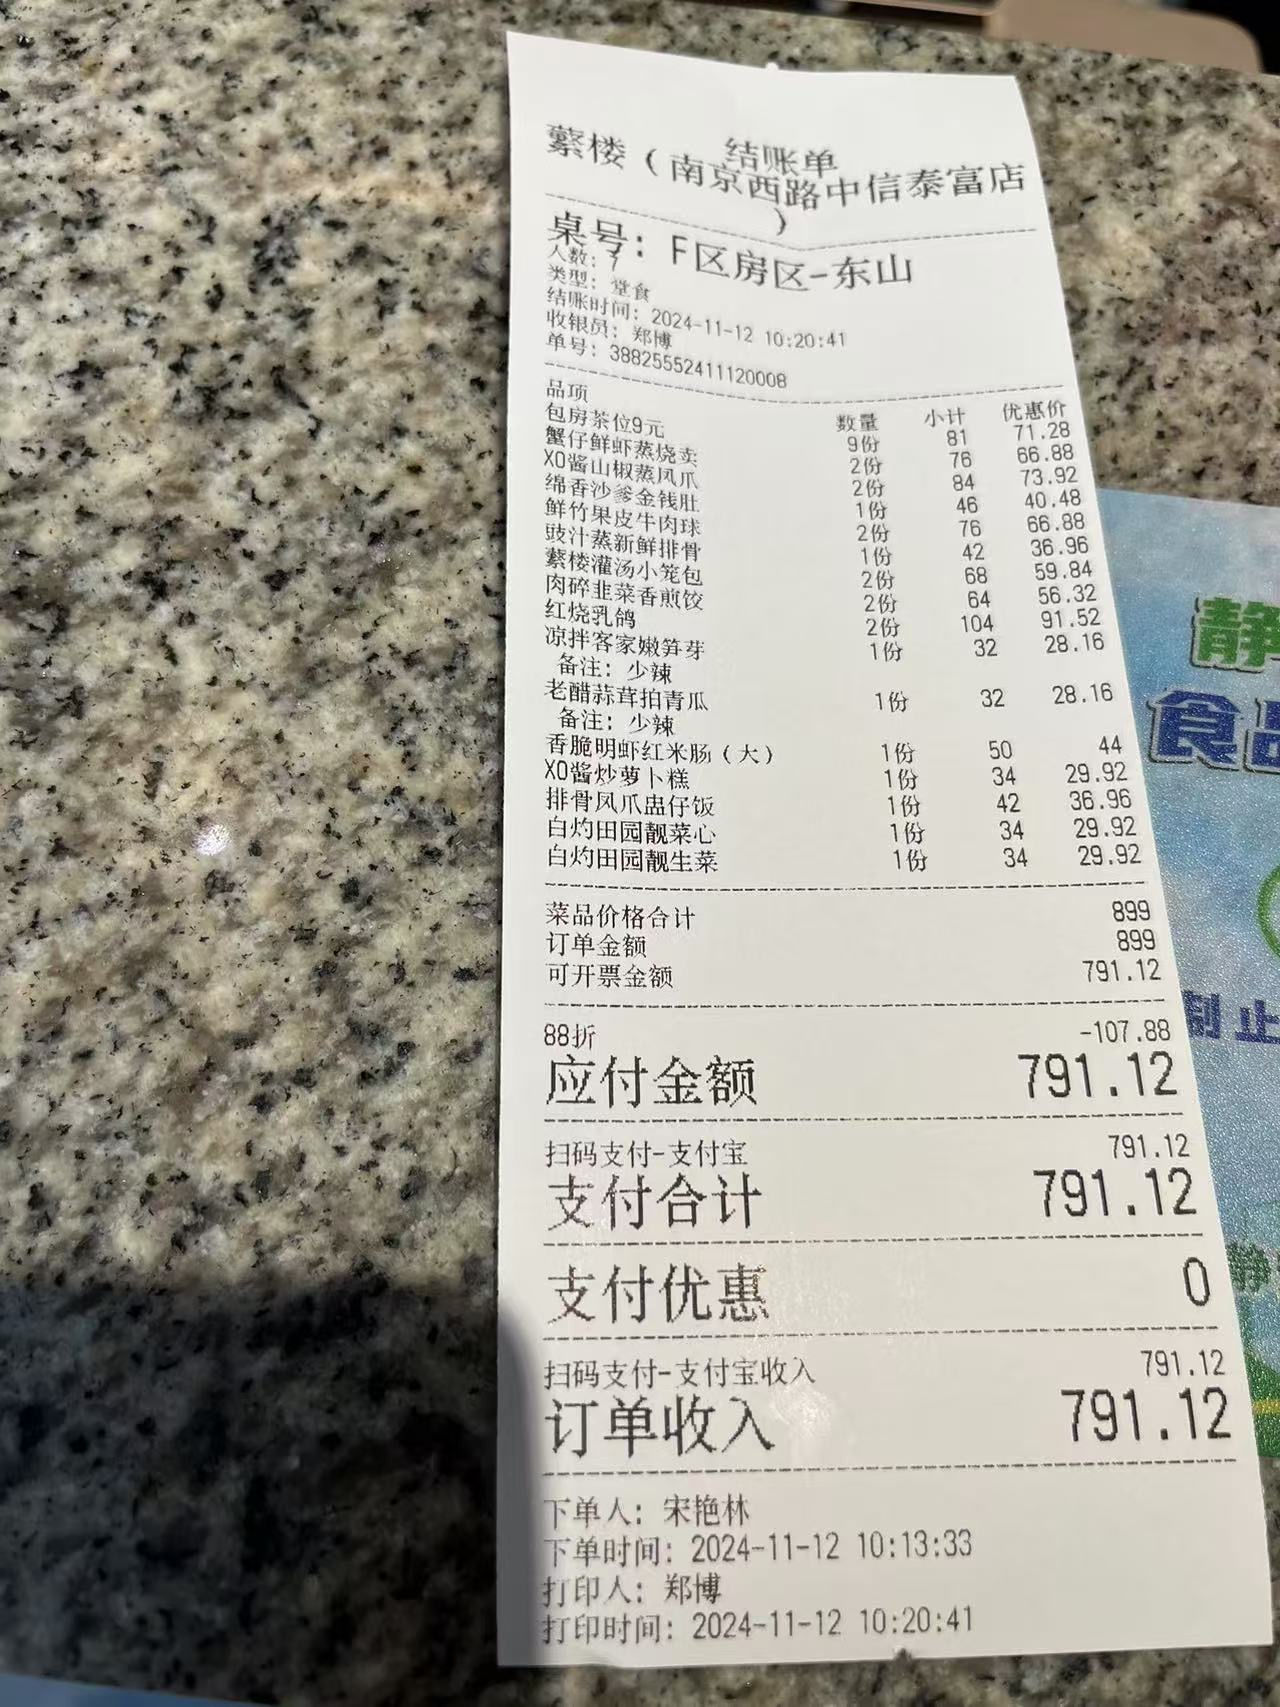 结账单
蘩楼（南京西路中信泰富店
）
桌号：F区房区-东山
人数：7
类型：堂食
结账时间：2024-11-12 10:20:41
收银员：郑博
单号：38825552411120008
品项 数量 小计 优惠价
包房茶位9元 9份 81 71.28
蟹仔鲜虾蒸烧卖 2份 76 66.88
XO酱山椒蒸凤爪 2份 84 73.92
绵香沙爹金钱肚 1份 46 40.48
鲜竹果皮牛肉球 2份 76 66.88
豉汁蒸新鲜排骨 1份 42 36.96
蘩楼灌汤小笼包 2份 68 59.84
肉碎韭菜香煎饺 2份 64 56.32
红烧乳鸽 2份 104 91.52
凉拌客家嫩笋芽 1份 32 28.16
备注：少辣
老醋蒜茸拍青瓜 1份 32 28.16
备注：少辣
香脆明虾红米肠（大） 1份 50 44
XO酱炒萝卜糕 1份 34 29.92
排骨凤爪盅仔饭 1份 42 36.96
白灼田园靓菜心 1份 34 29.92
白灼田园靓生菜 1份 34 29.92
菜品价格合计 899
订单金额 899
可开票金额 791.12
88折 -107.88
应付金额 791.12
扫码支付-支付宝 791.12
支付合计 791.12
支付优惠 0
扫码支付-支付宝收入 791.12
订单收入 791.12
下单人：宋艳林
下单时间：2024-11-12 10:13:33
打印人：郑博
打印时间：2024-11-12 10:20:41
静
食品
制止
静